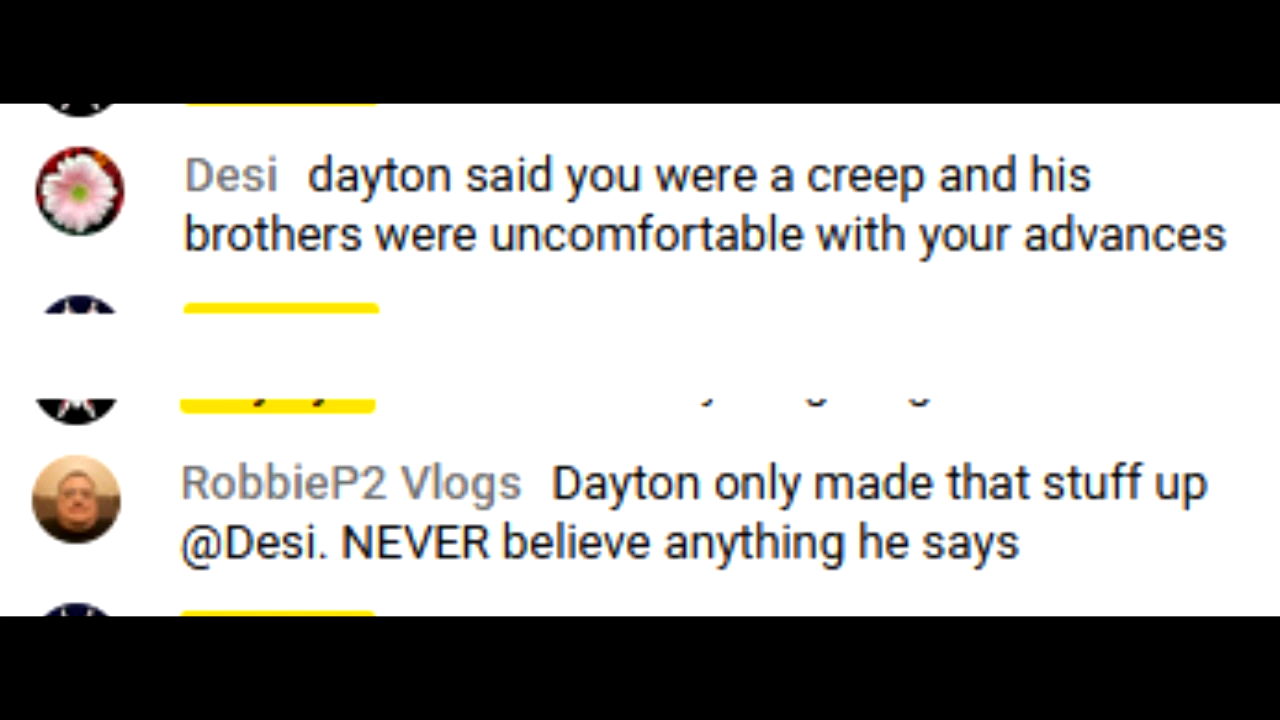 Desi dayton said you were a creep and his
brothers were uncomfortable with your advances
RobbieP2 Vlogs Dayton only made that stuff up
@Desi. NEVER believe anything he says